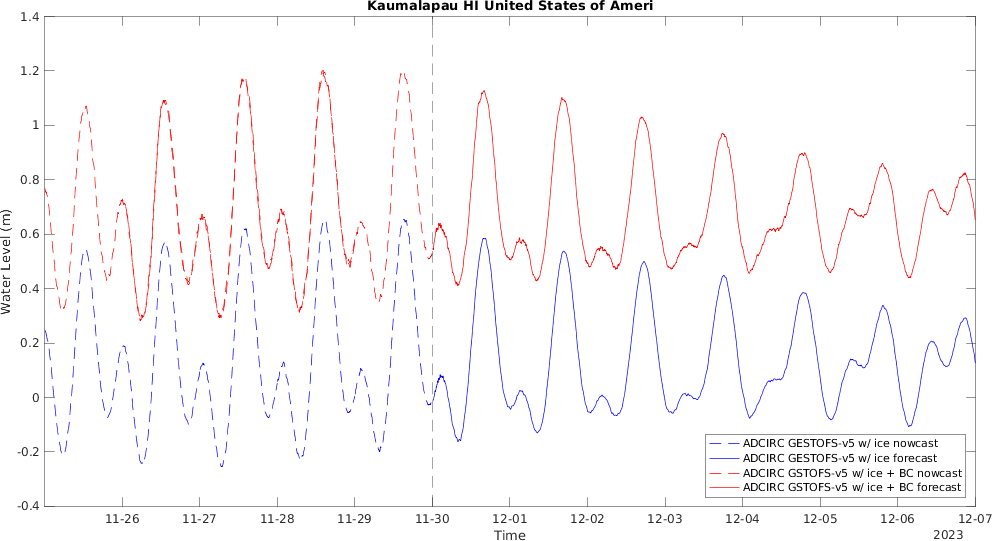 Kaumalapau HI United States of Ameri
1.4
1.2
1
0.8
0.6
0.4
0.2
0
-0.2
-0.4
Water Level (m)
ADCIRC GESTOFS-v5 w/ ice nowcast
ADCIRC GESTOFS-v5 w/ ice forecast
ADCIRC GSTOFS-v5 w/ ice + BC nowcast
ADCIRC GSTOFS-v5 w/ ice + BC forecast
11-26 11-27 11-28 11-29 11-30 12-01 12-02 12-03 12-04 12-05 12-06 12-07
Time
2023